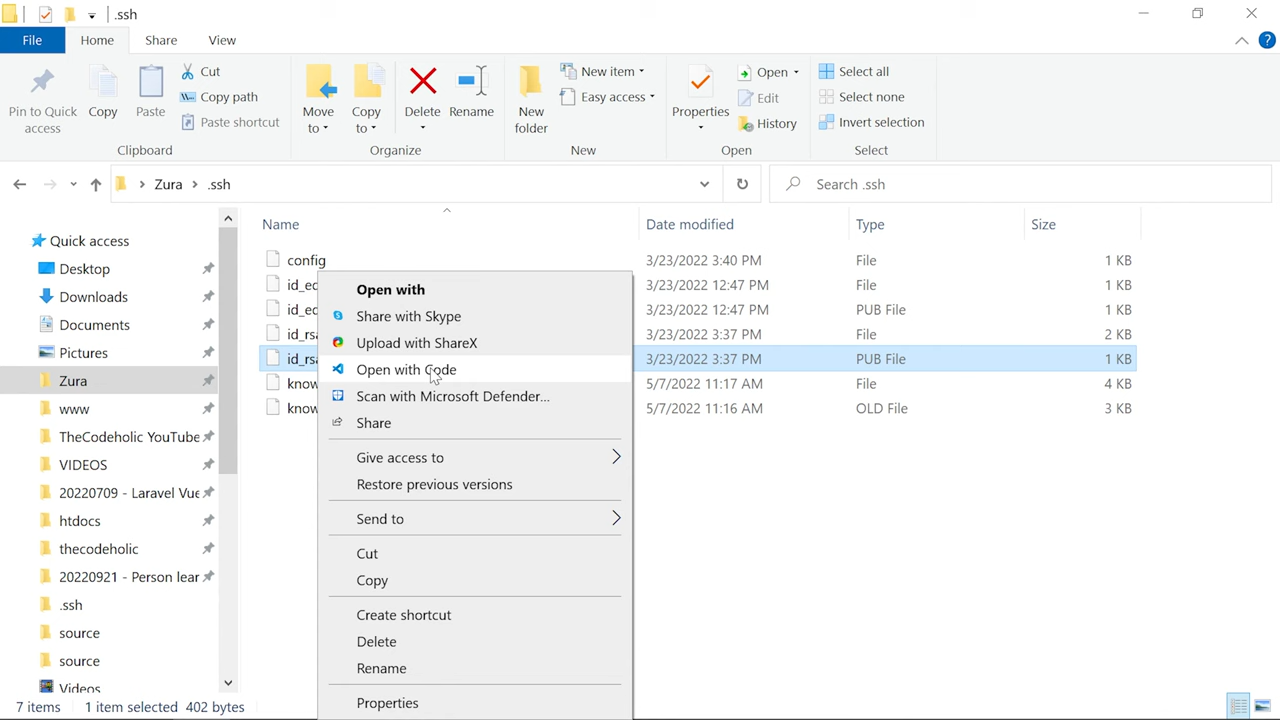 .ssh
File Home Share View
Pin to Quick access
Copy
Paste
Cut
Copy path
Paste shortcut
Clipboard
Move to
Copy to
Delete
Rename
Organize
New folder
New item
Easy access
New
Properties
Open
Edit
History
Open
Select all
Select none
Invert selection
Select
Zura .ssh
Search .ssh
Quick access
Desktop
Downloads
Documents
Pictures
Zura
www
TheCodeholic YouTube
VIDEOS
20220709 - Laravel Vue
htdocs
thecodeholic
20220921 - Person lear
.ssh
source
source
Videos
Name Date modified Type Size
config 3/23/2022 3:40 PM File 1 KB
id_ed 3/23/2022 12:47 PM File 1 KB
id_ed 3/23/2022 12:47 PM PUB File 1 KB
id_rsa 3/23/2022 3:37 PM File 2 KB
id_rsa 3/23/2022 3:37 PM PUB File 1 KB
know 5/7/2022 11:17 AM File 4 KB
know 5/7/2022 11:16 AM OLD File 3 KB
Open with
Share with Skype
Upload with ShareX
Open with Code
Scan with Microsoft Defender...
Share
Give access to
Restore previous versions
Send to
Cut
Copy
Create shortcut
Delete
Rename
Properties
7 items 1 item selected 402 bytes